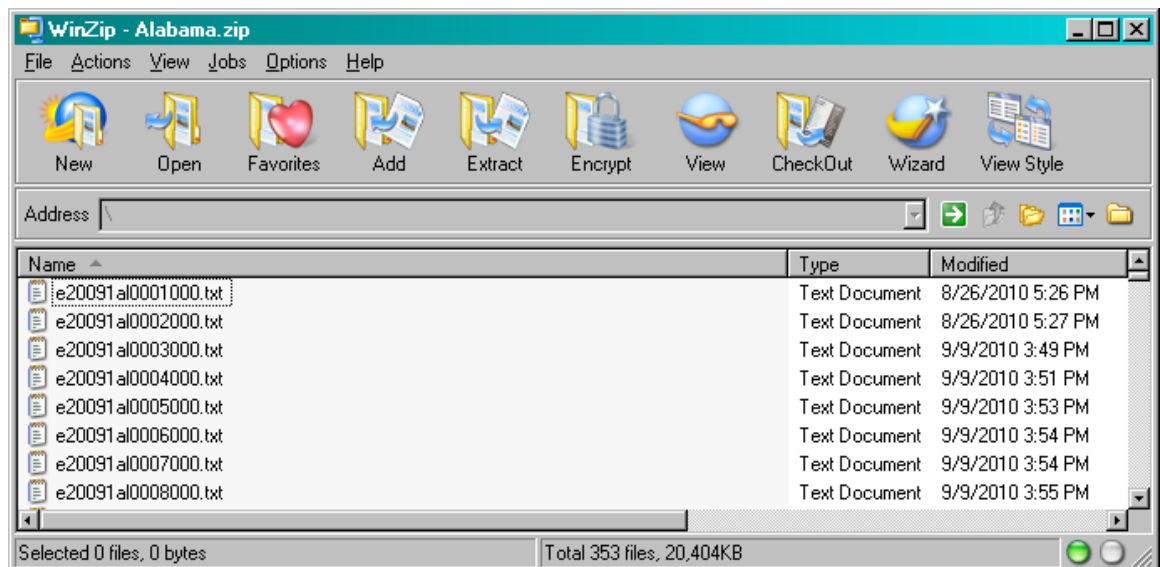 WinZip - Alabama.zip
File Actions View Jobs Options Help
New Open Favorites Add Extract Encrypt View CheckOut Wizard View Style
Address \
Name Type Modified
e20091al0001000.txt Text Document 8/26/2010 5:26 PM
e20091al0002000.txt Text Document 8/26/2010 5:27 PM
e20091al0003000.txt Text Document 9/9/2010 3:49 PM
e20091al0004000.txt Text Document 9/9/2010 3:51 PM
e20091al0005000.txt Text Document 9/9/2010 3:53 PM
e20091al0006000.txt Text Document 9/9/2010 3:54 PM
e20091al0007000.txt Text Document 9/9/2010 3:54 PM
e20091al0008000.txt Text Document 9/9/2010 3:55 PM
Selected 0 files, 0 bytes Total 353 files, 20,404KB